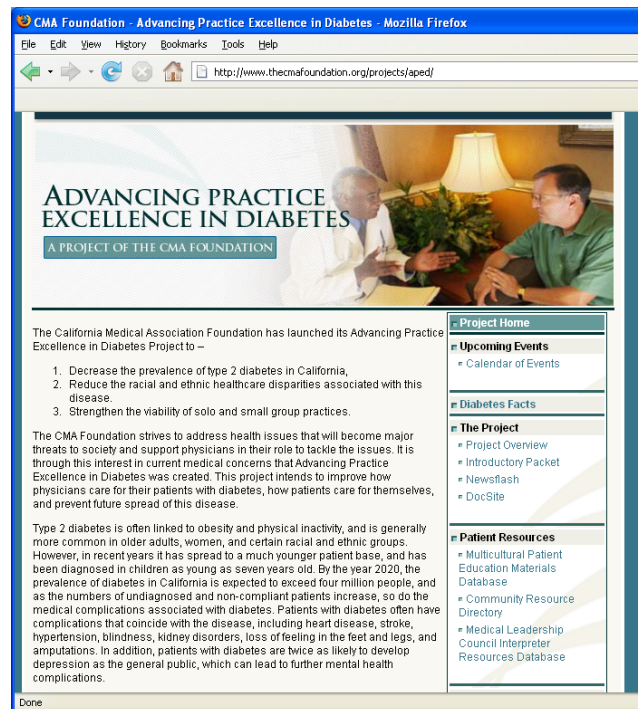 CMA Foundation - Advancing Practice Excellence in Diabetes - Mozilla Firefox
File Edit View History Bookmarks Tools Help
http://www.thecmafoundation.org/projects/aped/
ADVANCING PRACTICE
EXCELLENCE IN DIABETES
A PROJECT OF THE CMA FOUNDATION
The California Medical Association Foundation has launched its Advancing Practice
Excellence in Diabetes Project to –
1. Decrease the prevalence of type 2 diabetes in California,
2. Reduce the racial and ethnic healthcare disparities associated with this
disease.
3. Strengthen the viability of solo and small group practices.
The CMA Foundation strives to address health issues that will become major
threats to society and support physicians in their role to tackle the issues. It is
through this interest in current medical concerns that Advancing Practice
Excellence in Diabetes was created. This project intends to improve how
physicians care for their patients with diabetes, how patients care for themselves,
and prevent future spread of this disease.
Type 2 diabetes is often linked to obesity and physical inactivity, and is generally
more common in older adults, women, and certain racial and ethnic groups.
However, in recent years it has spread to a much younger patient base, and has
been diagnosed in children as young as seven years old. By the year 2020, the
prevalence of diabetes in California is expected to exceed four million people, and
as the numbers of undiagnosed and non-compliant patients increase, so do the
medical complications associated with diabetes. Patients with diabetes often have
complications that coincide with the disease, including heart disease, stroke,
hypertension, blindness, kidney disorders, loss of feeling in the feet and legs, and
amputations. In addition, patients with diabetes are twice as likely to develop
depression as the general public, which can lead to further mental health
complications.
Project Home
Upcoming Events
Calendar of Events
Diabetes Facts
The Project
Project Overview
Introductory Packet
Newsflash
DocSite
Patient Resources
Multicultural Patient
Education Materials
Database
Community Resource
Directory
Medical Leadership
Council Interpreter
Resources Database
Done